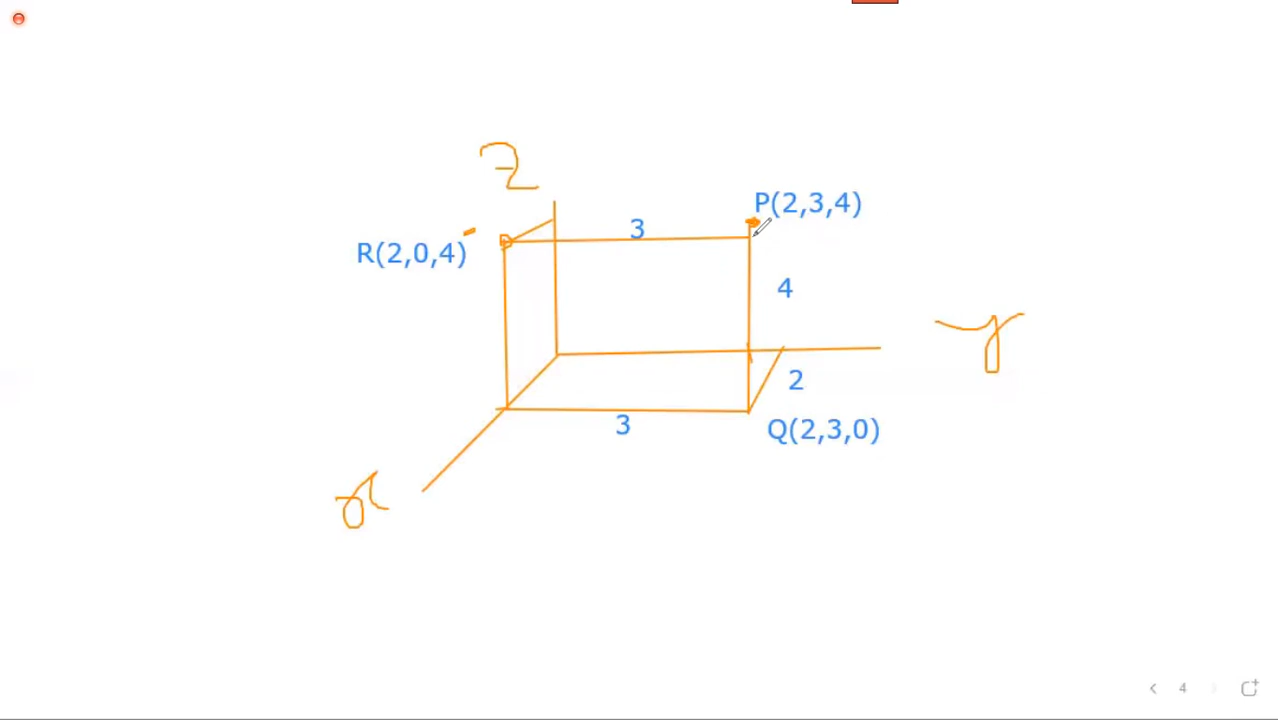 z
P(2,3,4)
3
R(2,0,4)
4
y
2
3
Q(2,3,0)
x
4